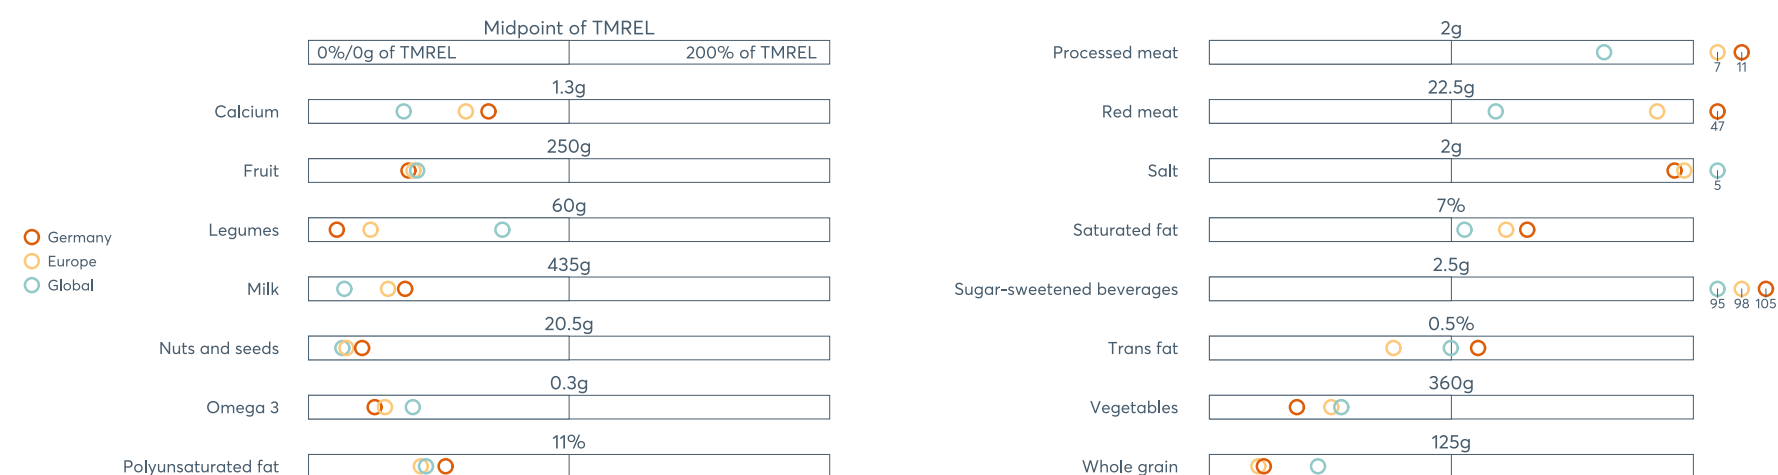 Midpoint of TMREL
0%/0g of TMREL 200% of TMREL
1.3g
Calcium
250g
Fruit
60g
Legumes
435g
Milk
20.5g
Nuts and seeds
0.3g
Omega 3
11%
Polyunsaturated fat
Germany
Europe
Global
2g
Processed meat
7 11
22.5g
Red meat
47
2g
Salt
5
7%
Saturated fat
2.5g
Sugar-sweetened beverages
95 98 105
0.5%
Trans fat
360g
Vegetables
125g
Whole grain